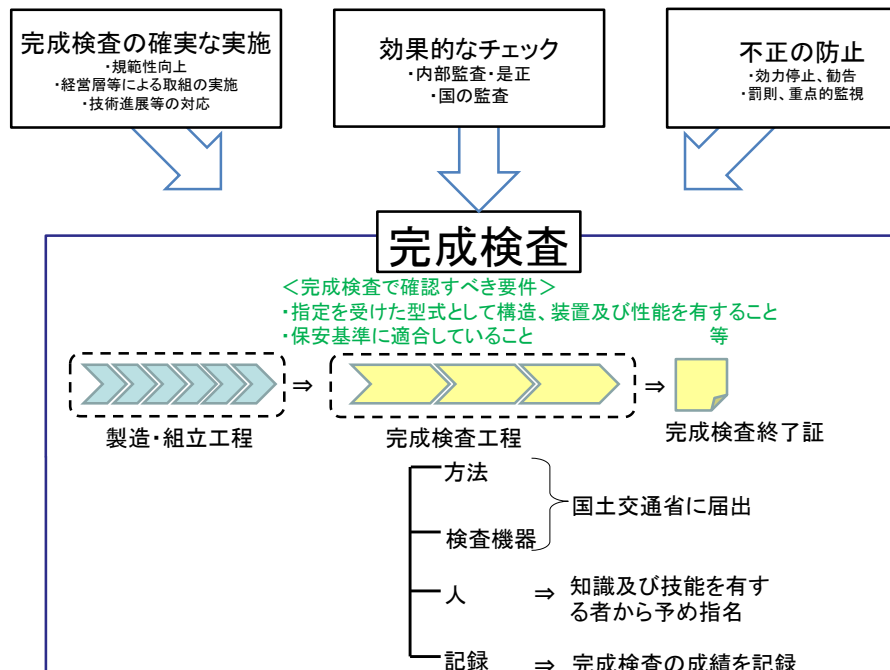 完成検査の確実な実施
・規範性向上
・経営層等による取組の実施
・技術進展等の対応
効果的なチェック
・内部監査・是正
・国の監査
不正の防止
・効力停止、勧告
・罰則、重点的監視
完成検査
＜完成検査で確認すべき要件＞
・指定を受けた型式として構造、装置及び性能を有すること
・保安基準に適合していること 等
⇒ ⇒
製造・組立工程 完成検査工程 完成検査終了証
方法
国土交通省に届出
検査機器
人 ⇒ 知識及び技能を有す
る者から予め指名
記録 ⇒ 完成検査の成績を記録